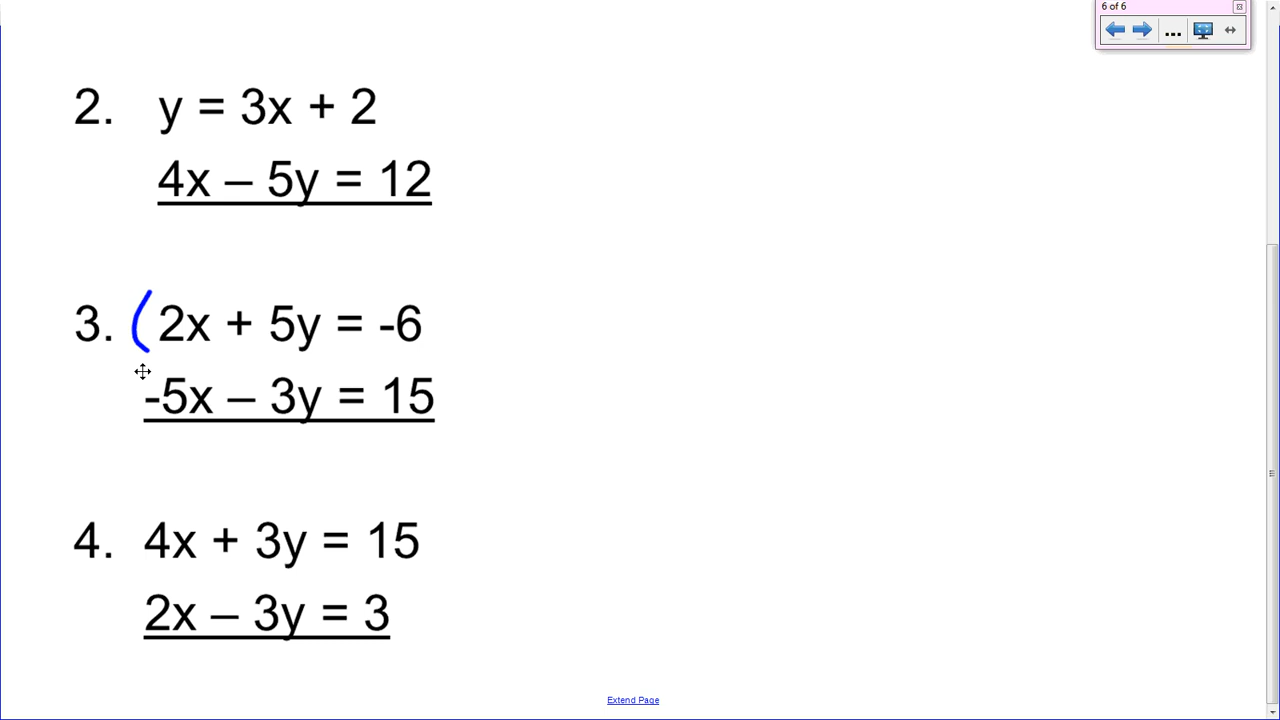 6 of 6
...
2. y = 3x + 2
4x – 5y = 12
3. (2x + 5y = -6
-5x – 3y = 15
4. 4x + 3y = 15
2x – 3y = 3
Extend Page